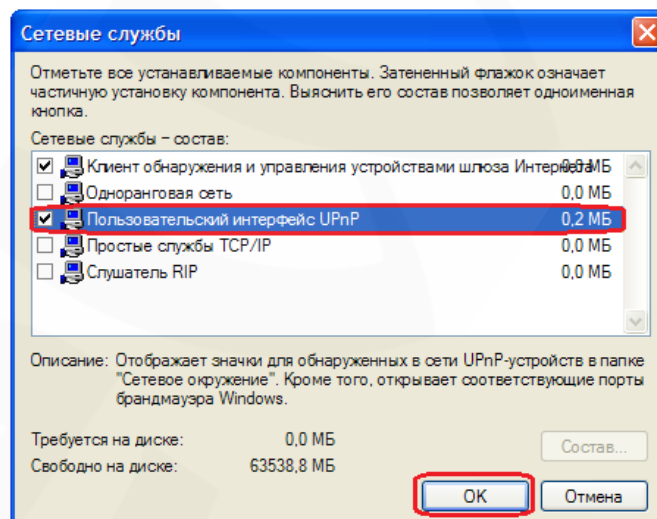 Сетевые службы
Отметьте все устанавливаемые компоненты. Затененный флажок означает
частичную установку компонента. Выяснить его состав позволяет одноименная
кнопка.
Сетевые службы – состав:
Клиент обнаружения и управления устройствами шлюза Интернета 0,0 МБ
Одноранговая сеть 0,0 МБ
Пользовательский интерфейс UPnP 0,2 МБ
Простые службы TCP/IP 0,0 МБ
Слушатель RIP 0,0 МБ
Описание: Отображает значки для обнаруженных в сети UPnP-устройств в папке
"Сетевое окружение". Кроме того, открывает соответствующие порты
брандмауэра Windows.
Требуется на диске: 0,0 МБ
Состав...
Свободно на диске: 63538,8 МБ
OK Отмена